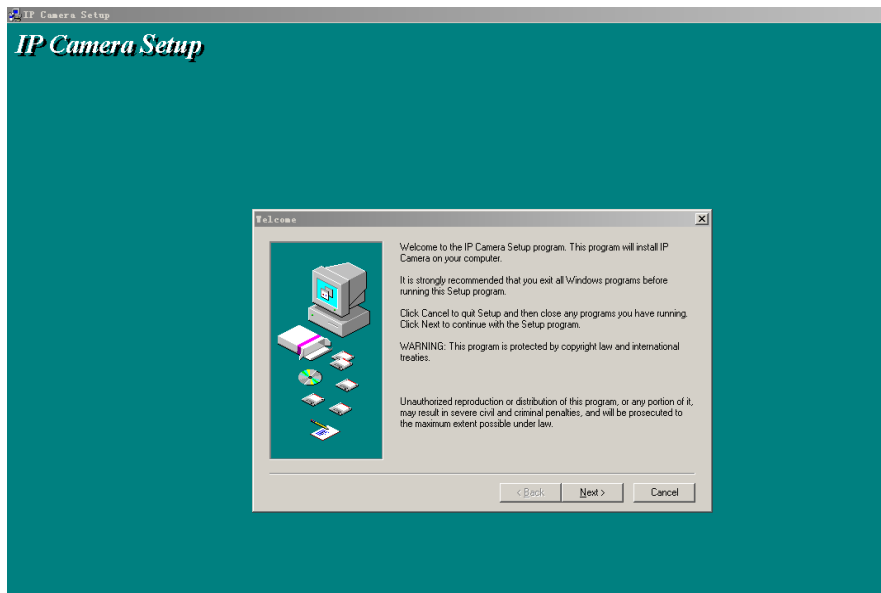 IP Camera Setup
IP Camera Setup
Welcome
Welcome to the IP Camera Setup program. This program will install IP
Camera on your computer.
It is strongly recommended that you exit all Windows programs before
running this Setup program.
Click Cancel to quit Setup and then close any programs you have running.
Click Next to continue with the Setup program.
WARNING: This program is protected by copyright law and international
treaties.
Unauthorized reproduction or distribution of this program, or any portion of it,
may result in severe civil and criminal penalties, and will be prosecuted to
the maximum extent possible under law.
< Back Next > Cancel